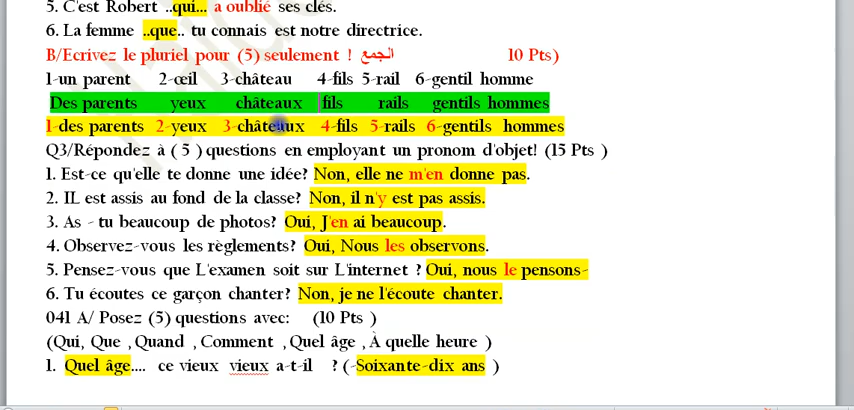 5. C'est Robert ..qui... a oublié ses clés.
6. La femme ..que.. tu connais est notre directrice.
B/Ecrivez le pluriel pour (5) seulement ! الجمع 10 Pts)
1-un parent 2-œil 3-château 4-fils 5-rail 6-gentil homme
Des parents yeux châteaux fils rails gentils hommes
1-des parents 2-yeux 3-châteaux 4-fils 5-rails 6-gentils hommes
Q3/Répondez à ( 5 ) questions en employant un pronom d'objet! (15 Pts )
1. Est-ce qu'elle te donne une idée? Non, elle ne m'en donne pas.
2. IL est assis au fond de la classe? Non, il n'y est pas assis.
3. As - tu beaucoup de photos? Oui, J'en ai beaucoup.
4. Observez-vous les règlements? Oui, Nous les observons.
5. Pensez-vous que L'examen soit sur L'internet ? Oui, nous le pensons-
6. Tu écoutes ce garçon chanter? Non, je ne l'écoute chanter.
04l A/ Posez (5) questions avec: (10 Pts )
(Qui, Que ,Quand ,Comment ,Quel âge ,À quelle heure )
1. Quel âge.... ce vieux vieux a-t-il ? (-Soixante-dix ans )